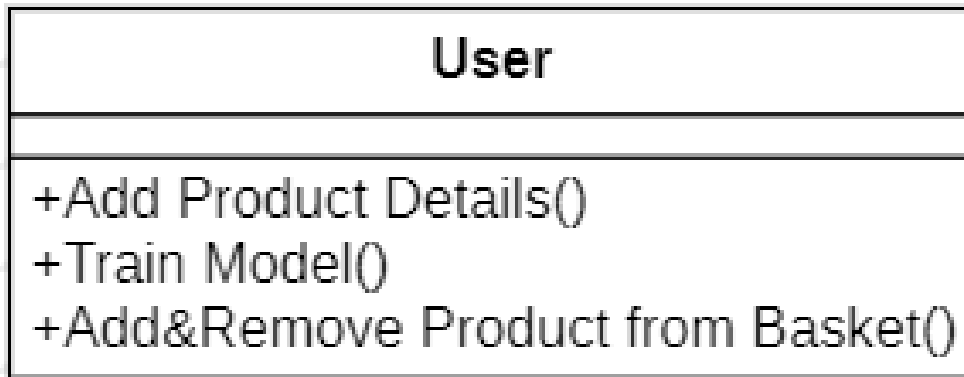 User
+Add Product Details()
+Train Model()
+Add&Remove Product from Basket()